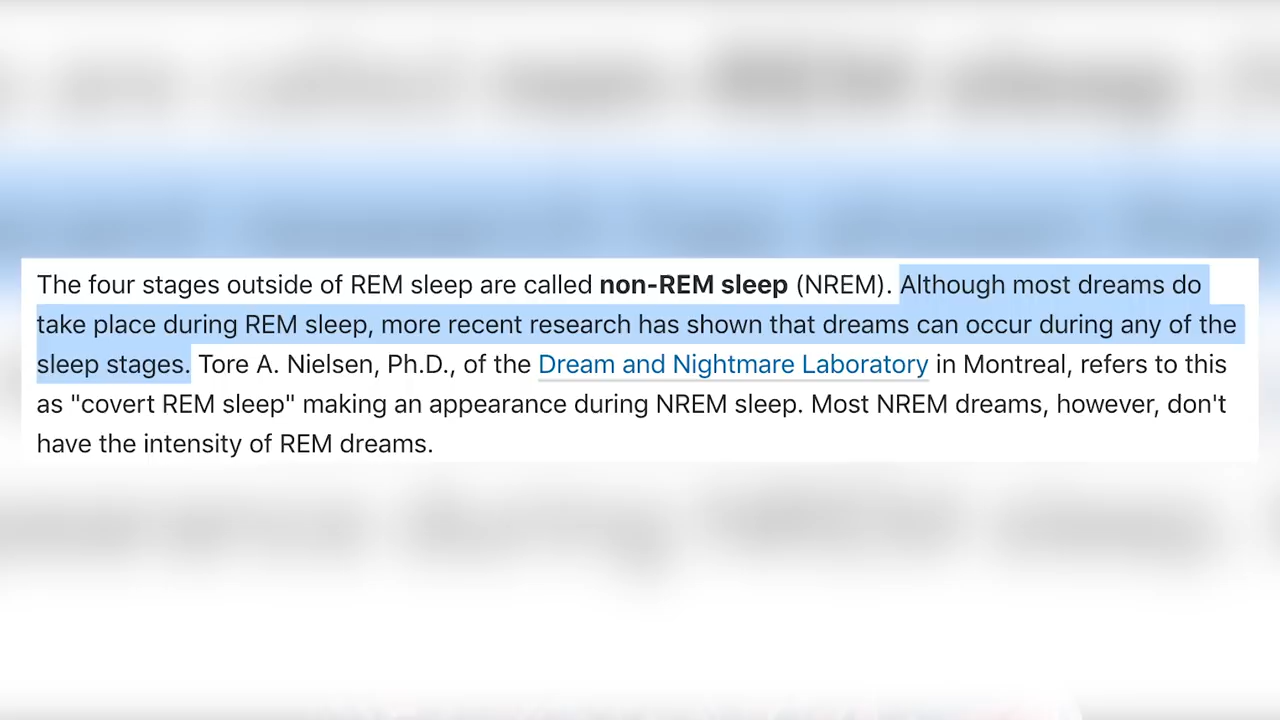 The four stages outside of REM sleep are called non-REM sleep (NREM). Although most dreams do
take place during REM sleep, more recent research has shown that dreams can occur during any of the
sleep stages. Tore A. Nielsen, Ph.D., of the Dream and Nightmare Laboratory in Montreal, refers to this
as "covert REM sleep" making an appearance during NREM sleep. Most NREM dreams, however, don't
have the intensity of REM dreams.